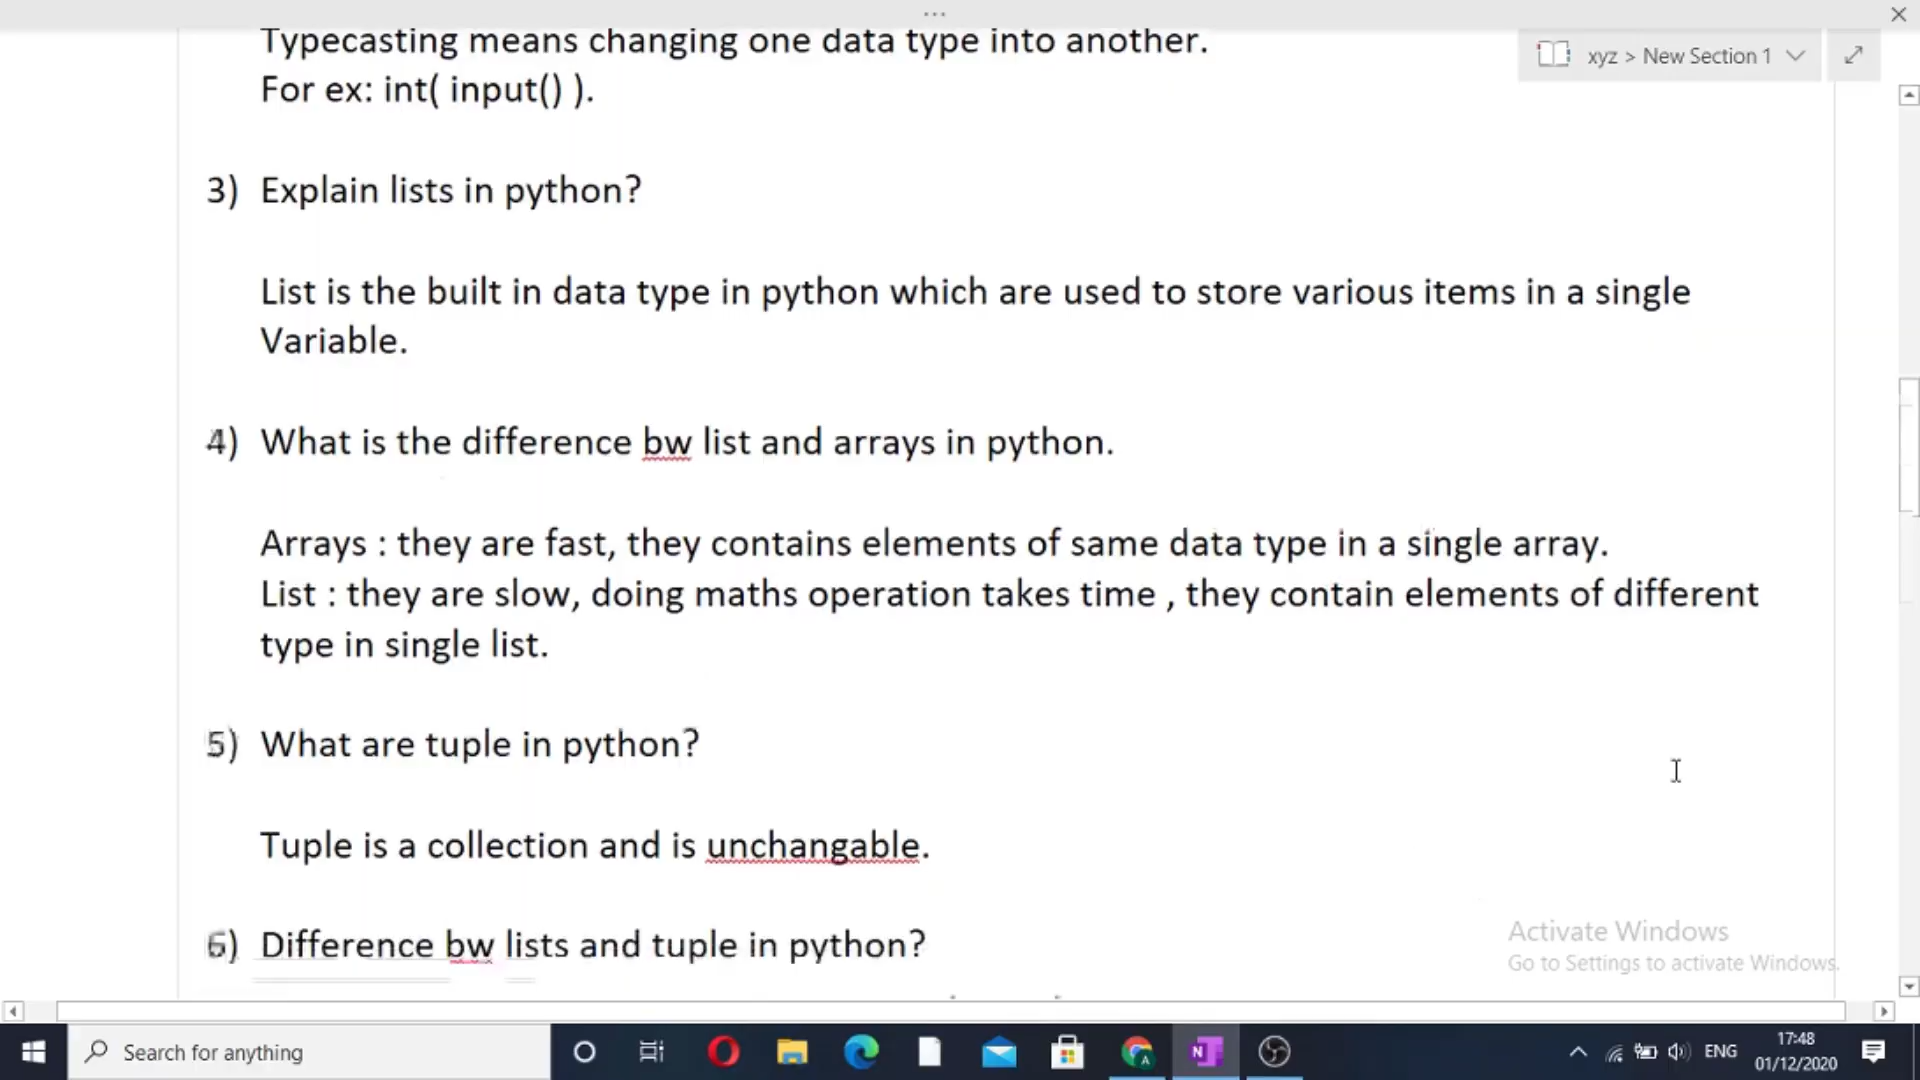 Typecasting means changing one data type into another.
xyz > New Section 1
For ex: int( input() ).
3) Explain lists in python?
List is the built in data type in python which are used to store various items in a single
Variable.
4) What is the difference bw list and arrays in python.
Arrays : they are fast, they contains elements of same data type in a single array.
List : they are slow, doing maths operation takes time , they contain elements of different
type in single list.
5) What are tuple in python?
Tuple is a collection and is unchangable.
6) Difference bw lists and tuple in python?
Activate Windows
Go to Settings to activate Windows.
Search for anything
ENG
17:48
01/12/2020